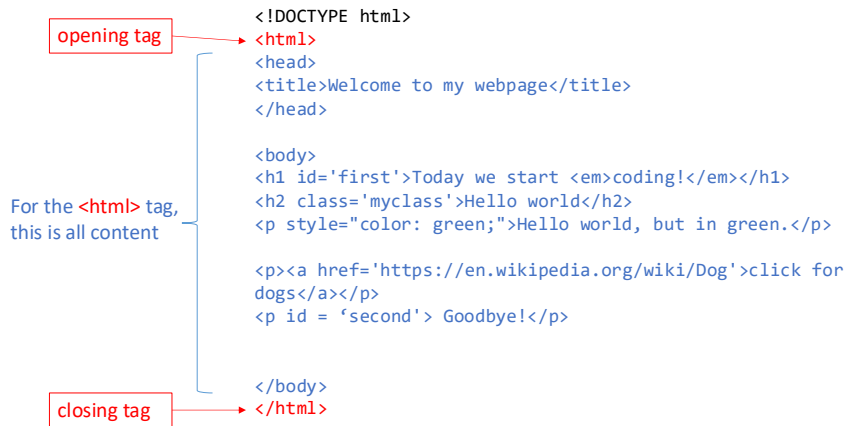 <!DOCTYPE html>
opening tag
<html>
<head>
<title>Welcome to my webpage</title>
</head>
<body>
<h1 id='first'>Today we start <em>coding!</em></h1>
<h2 class='myclass'>Hello world</h2>
For the <html> tag,
this is all content
<p style="color: green;">Hello world, but in green.</p>
<p><a href='https://en.wikipedia.org/wiki/Dog'>click for
dogs</a></p>
<p id = ‘second'> Goodbye!</p>
</body>
closing tag
</html>